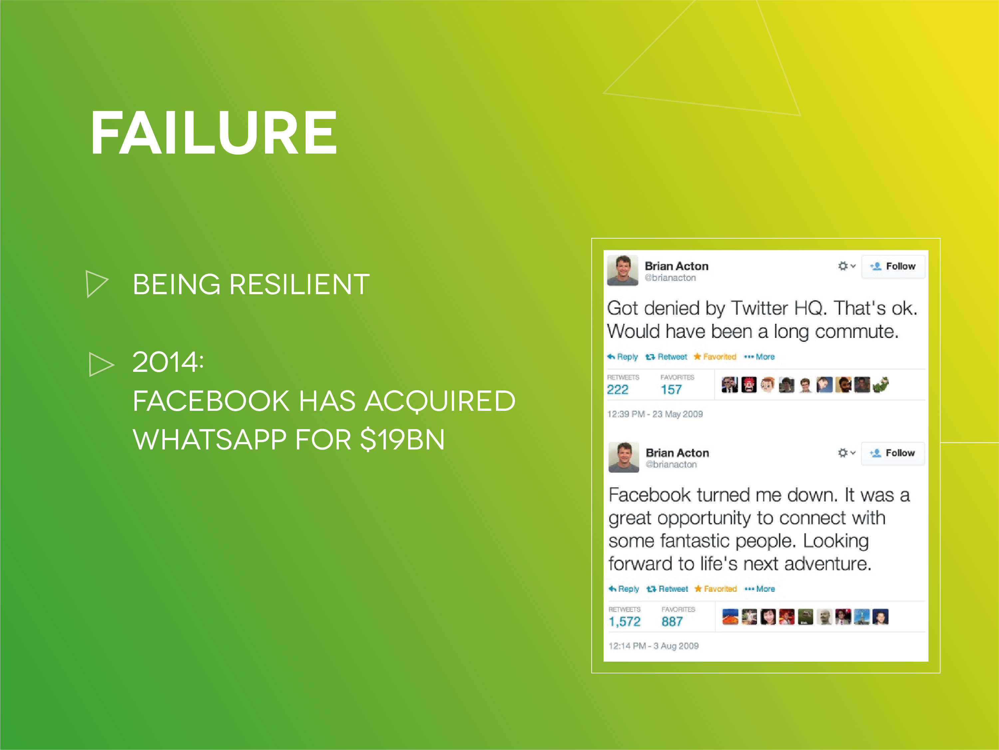 FAILURE
BEING RESILIENT
2014:
FACEBOOK HAS ACQUIRED
WHATSAPP FOR $19BN
Brian Acton
@brianacton
Follow
Got denied by Twitter HQ. That's ok.
Would have been a long commute.
Reply Retweet Favorited More
RETWEETS FAVORITES
222 157
12:39 PM - 23 May 2009
Brian Acton
@brianacton
Follow
Facebook turned me down. It was a
great opportunity to connect with
some fantastic people. Looking
forward to life's next adventure.
Reply Retweet Favorited More
RETWEETS FAVORITES
1,572 887
12:14 PM - 3 Aug 2009